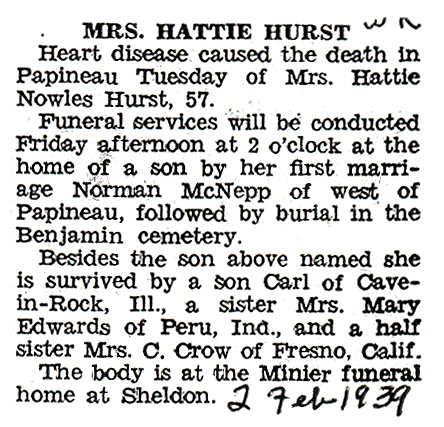 MRS. HATTIE HURST
Heart disease caused the death in
Papineau Tuesday of Mrs. Hattie
Nowles Hurst, 57.
Funeral services will be conducted
Friday afternoon at 2 o'clock at the
home of a son by her first marri-
age Norman McNepp of west of
Papineau, followed by burial in the
Benjamin cemetery.
Besides the son above named she
is survived by a son Carl of Cave-
in-Rock, Ill., a sister Mrs. Mary
Edwards of Peru, Ind., and a half
sister Mrs. C. Crow of Fresno, Calif.
The body is at the Minier funeral
home at Sheldon. 2 Feb 1939